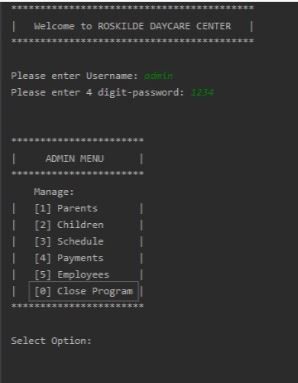 ******************************************
|   Welcome to ROSKILDE DAYCARE CENTER   |
******************************************
Please enter Username: admin
Please enter 4 digit-password: 1234
***********************
|     ADMIN MENU      |
***********************
    Manage:
|   [1] Parents       |
|   [2] Children      |
|   [3] Schedule      |
|   [4] Payments      |
|   [5] Employees     |
|   [0] Close Program |
***********************
Select Option: